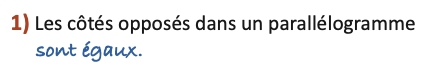 1) Les côtés opposés dans un parallélogramme
sont égaux.